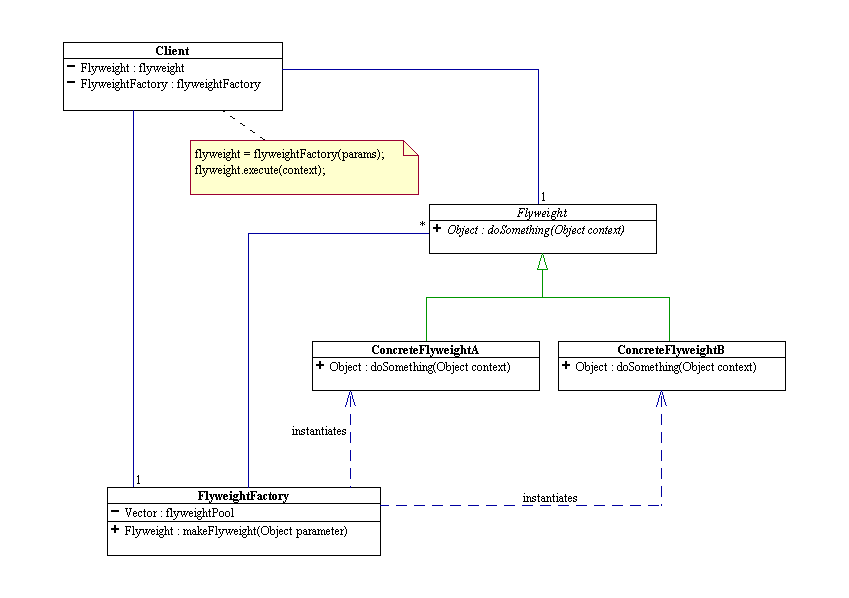 Client
− Flyweight : flyweight
− FlyweightFactory : flyweightFactory
flyweight = flyweightFactory(params);
flyweight.execute(context);
1
Flyweight
*
+ Object : doSomething(Object context)
ConcreteFlyweightA
+ Object : doSomething(Object context)
ConcreteFlyweightB
+ Object : doSomething(Object context)
instantiates
1
FlyweightFactory
− Vector : flyweightPool
+ Flyweight : makeFlyweight(Object parameter)
instantiates